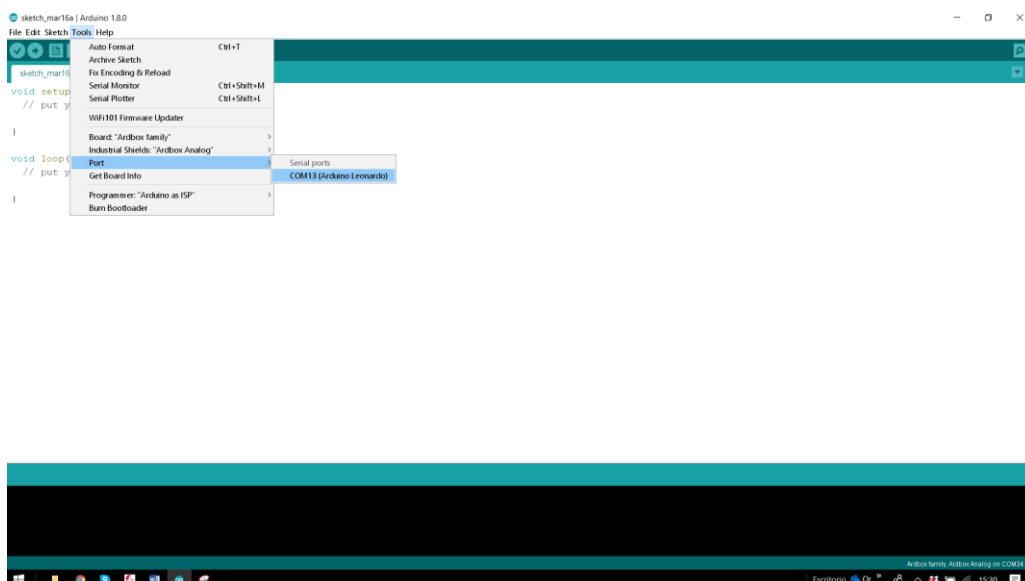 sketch_mar16a | Arduino 1.8.0
File Edit Sketch Tools Help
sketch_mar16
Auto Format Ctrl+T
Archive Sketch
Fix Encoding & Reload
Serial Monitor Ctrl+Shift+M
Serial Plotter Ctrl+Shift+L
WiFi101 Firmware Updater
Board: "Ardbox family"
Industrial Shields: "Ardbox Analog"
Port
Get Board Info
Programmer: "Arduino as ISP"
Burn Bootloader
Serial ports
COM13 (Arduino Leonardo)
void setup
// put y
}
void loop(
// put y
}
Ardbox family, Ardbox Analog on COM34
Escritorio
15:30